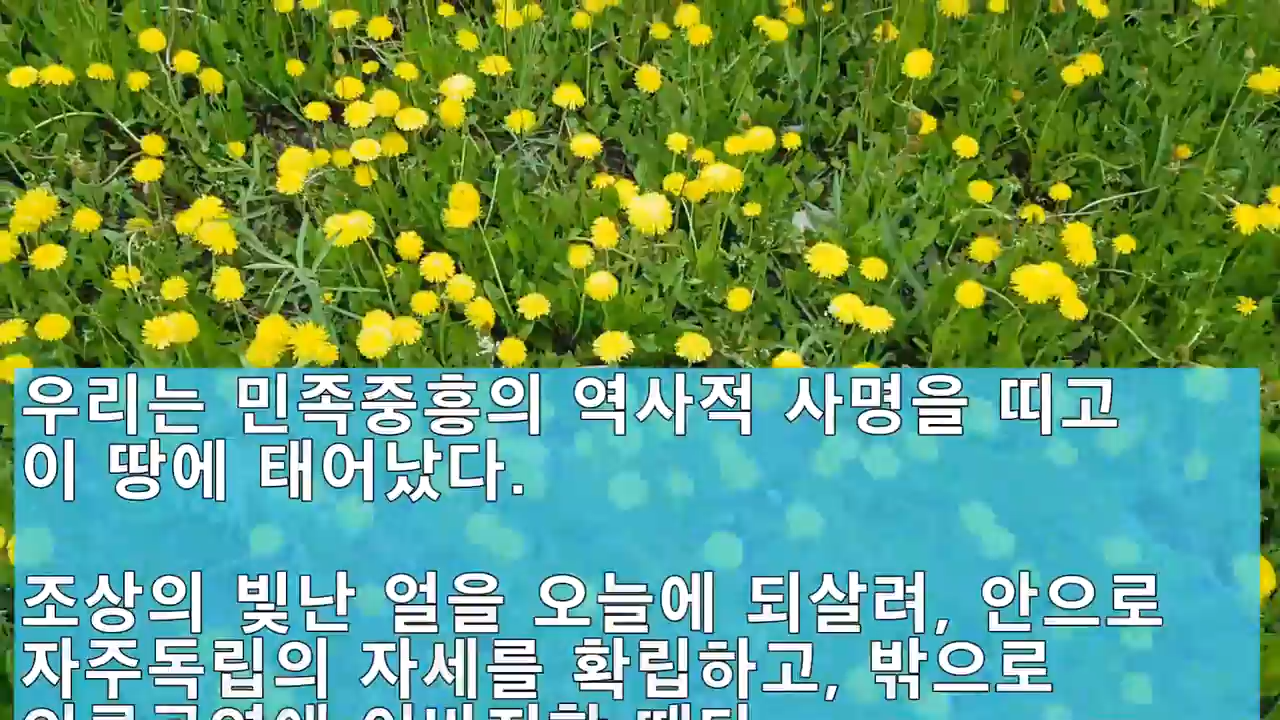 우리는 민족중흥의 역사적 사명을 띠고
이 땅에 태어났다.
조상의 빛난 얼을 오늘에 되살려, 안으로
자주독립의 자세를 확립하고, 밖으로